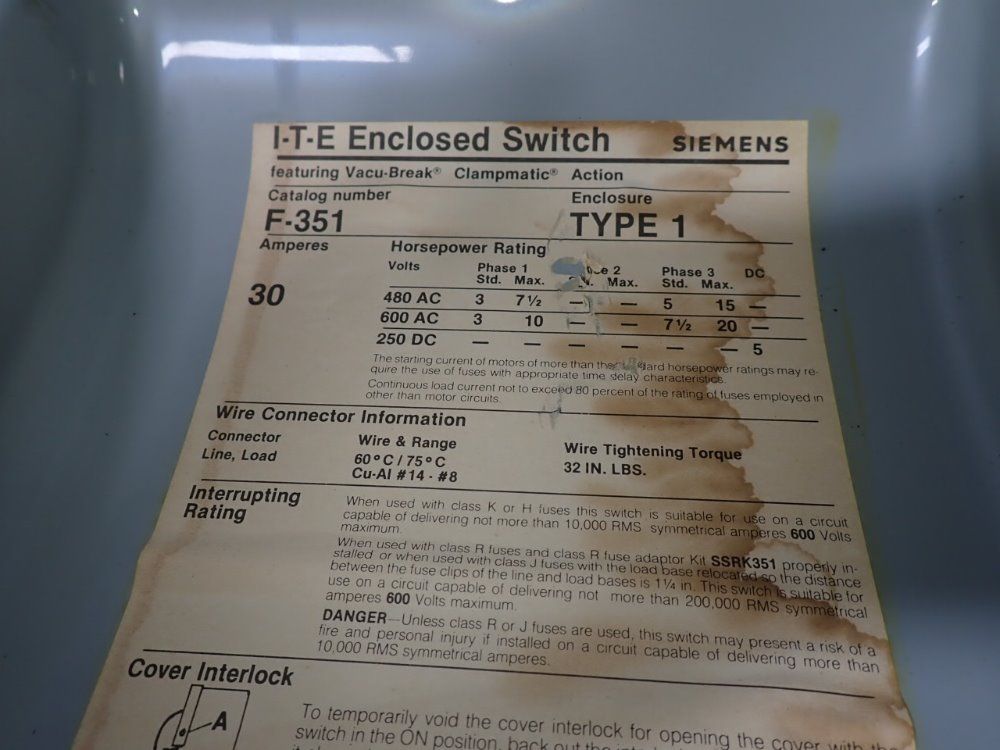 I-T-E Enclosed Switch SIEMENS
featuring Vacu-Break® Clampmatic® Action
Catalog number Enclosure
F-351 TYPE 1
Amperes Horsepower Rating
Volts Phase 1 2 Phase 3 DC
Std. Max. Max. Std. Max.
30
480 AC 3 7½ — — 5 15 —
600 AC 3 10 — — 7½ 20 —
250 DC — — — — — — 5
The starting current of motors of more than the horsepower ratings may re-
quire the use of fuses with appropriate time delay characteristics.
Continuous load current not to exceed 80 percent of the rating of fuses employed in
other than motor circuits.
Wire Connector Information
Connector Wire & Range Wire Tightening Torque
Line, Load 60°C/75°C 32 IN. LBS.
Cu-Al #14 - #8
Interrupting
Rating
When used with class K or H fuses this switch is suitable for use on a circuit
capable of delivering not more than 10,000 RMS symmetrical amperes 600 Volts
maximum.
When used with class R fuses and class R fuse adaptor Kit SSRK351 properly in-
stalled or when used with class J fuses with the load base relocated so the distance
between the fuse clips of the line and load bases is 1¼ in. This switch is suitable for
use on a circuit capable of delivering not more than 200,000 RMS symmetrical
amperes 600 Volts maximum.
DANGER—Unless class R or J fuses are used, this switch may present a risk of a
fire and personal injury if installed on a circuit capable of delivering more than
10,000 RMS symmetrical amperes.
Cover Interlock
A
To temporarily void the cover interlock for opening the cover with
switch in the ON position, back out the